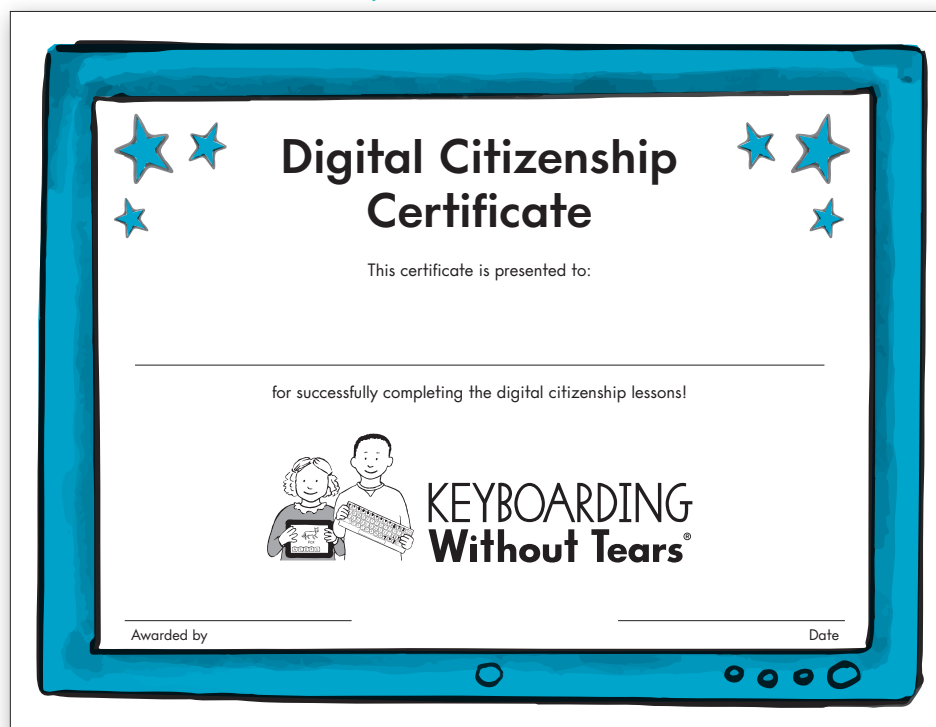 Digital Citizenship
Certificate
This certificate is presented to:
for successfully completing the digital citizenship lessons!
KEYBOARDING
Without Tears®
Awarded by
Date